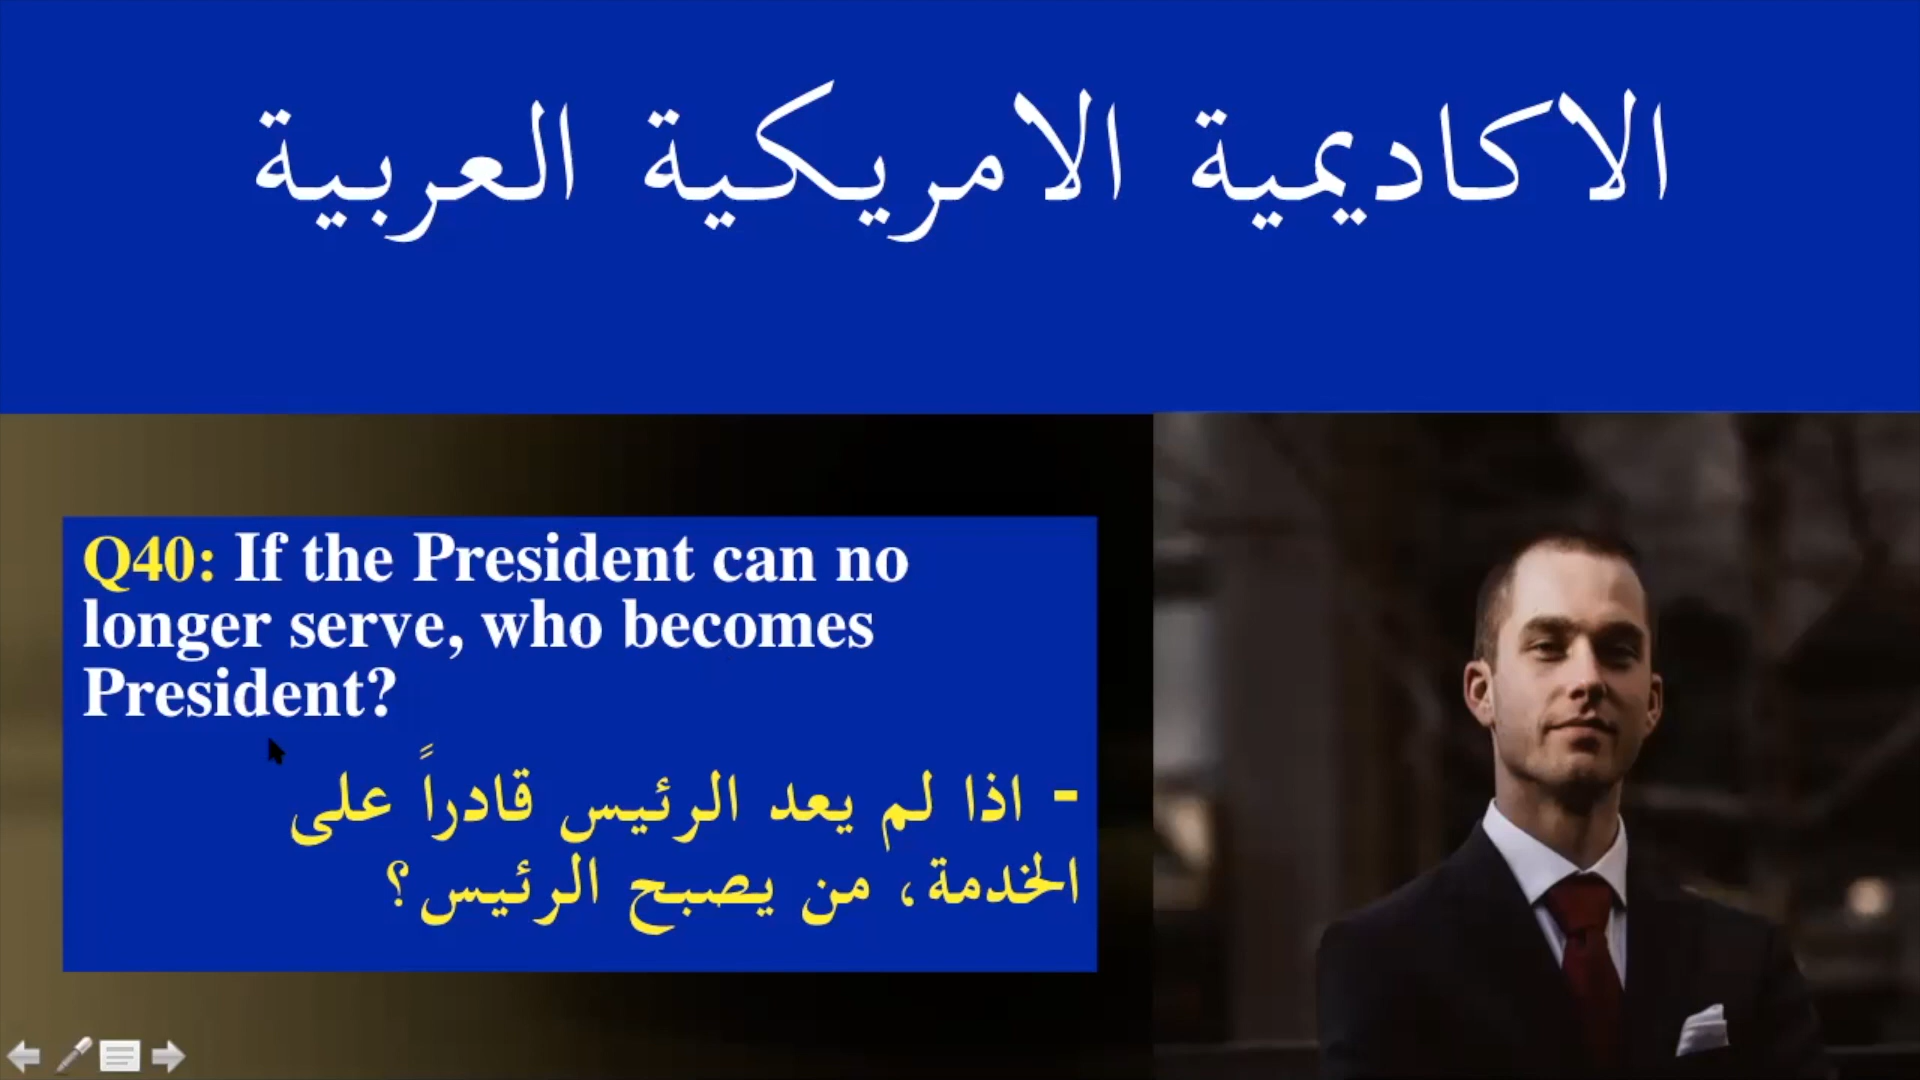 الاكاديمية الامريكية العربية
Q40: If the President can no
longer serve, who becomes
President?
- اذا لم يعد الرئيس قادراً على
الخدمة، من يصبح الرئيس؟